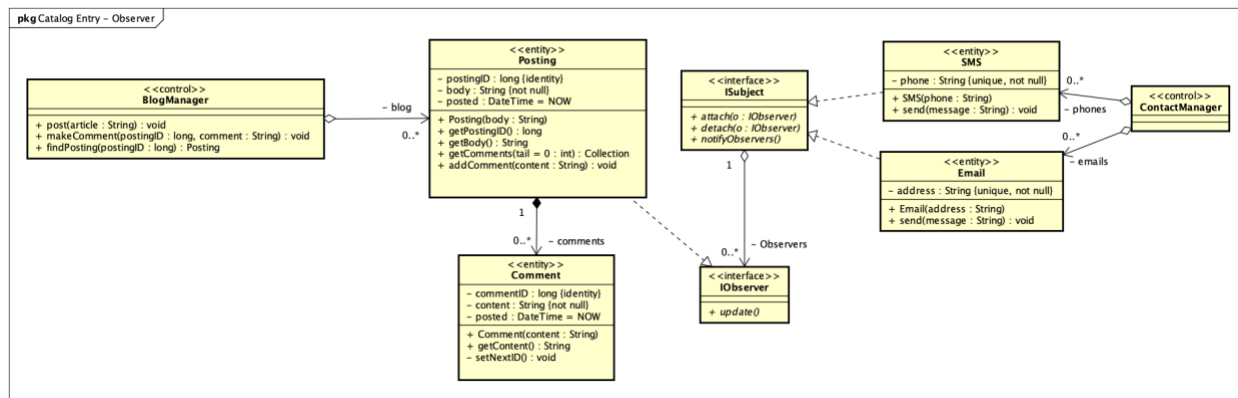 pkg Catalog Entry – Observer
<<control>>
BlogManager
+ post(article : String) : void
+ makeComment(postingID : long, comment : String) : void
+ findPosting(postingID : long) : Posting
– blog
0..*
<<entity>>
Posting
– postingID : long {identity}
– body : String {not null}
– posted : DateTime = NOW
+ Posting(body : String)
+ getPostingID() : long
+ getBody() : String
+ getComments(tail = 0 : int) : Collection
+ addComment(content : String) : void
1
0..*
– comments
<<entity>>
Comment
– commentID : long {identity}
– content : String {not null}
– posted : DateTime = NOW
+ Comment(content : String)
+ getContent() : String
– setNextID() : void
<<interface>>
ISubject
+ attach(o : IObserver)
+ detach(o : IObserver)
+ notifyObservers()
1
0..*
– Observers
<<interface>>
IObserver
+ update()
<<entity>>
SMS
– phone : String {unique, not null}
+ SMS(phone : String)
+ send(message : String) : void
0..*
– phones
<<control>>
ContactManager
0..*
– emails
<<entity>>
Email
– address : String {unique, not null}
+ Email(address : String)
+ send(message : String) : void